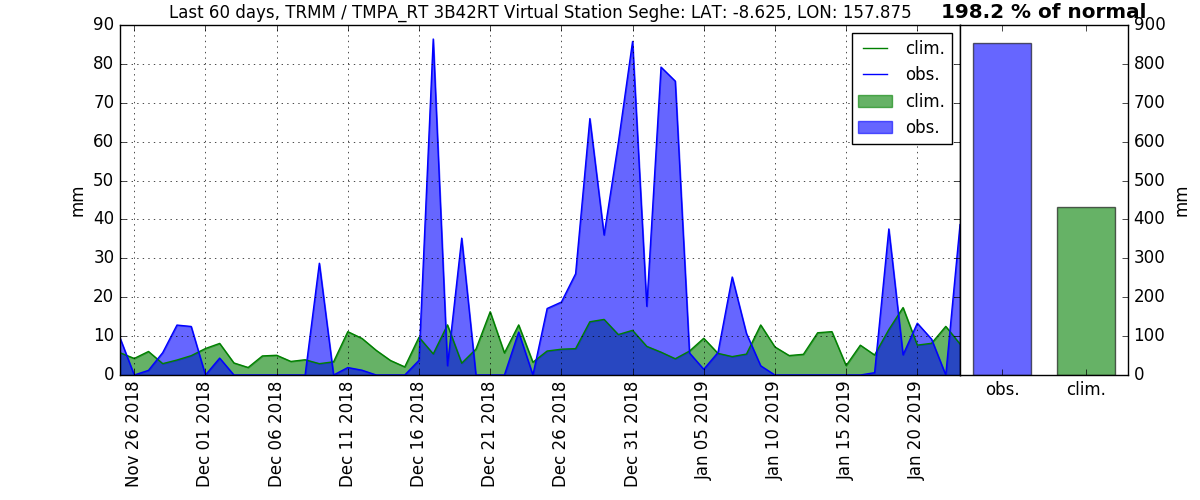 Last 60 days, TRMM / TMPA_RT 3B42RT Virtual Station Seghe: LAT: -8.625, LON: 157.875
198.2 % of normal
90
80
70
60
50
40
30
20
10
0
mm
clim.
obs.
clim.
obs.
900
800
700
600
500
400
300
200
100
0
mm
Nov 26 2018
Dec 01 2018
Dec 06 2018
Dec 11 2018
Dec 16 2018
Dec 21 2018
Dec 26 2018
Dec 31 2018
Jan 05 2019
Jan 10 2019
Jan 15 2019
Jan 20 2019
obs.
clim.